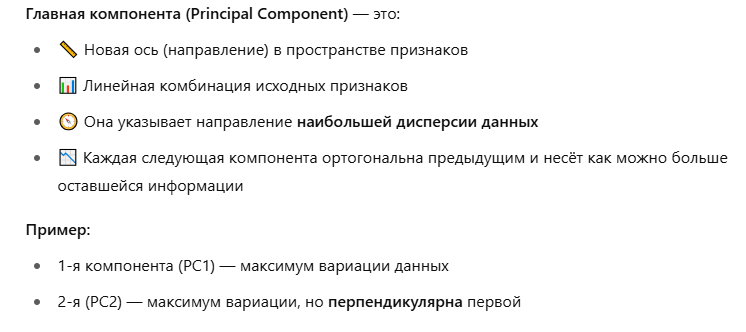 Главная компонента (Principal Component) — это:
📏 Новая ось (направление) в пространстве признаков
📊 Линейная комбинация исходных признаков
🧭 Она указывает направление наибольшей дисперсии данных
📉 Каждая следующая компонента ортогональна предыдущим и несёт как можно больше
оставшейся информации
Пример:
1-я компонента (PC1) — максимум вариации данных
2-я (PC2) — максимум вариации, но перпендикулярна первой